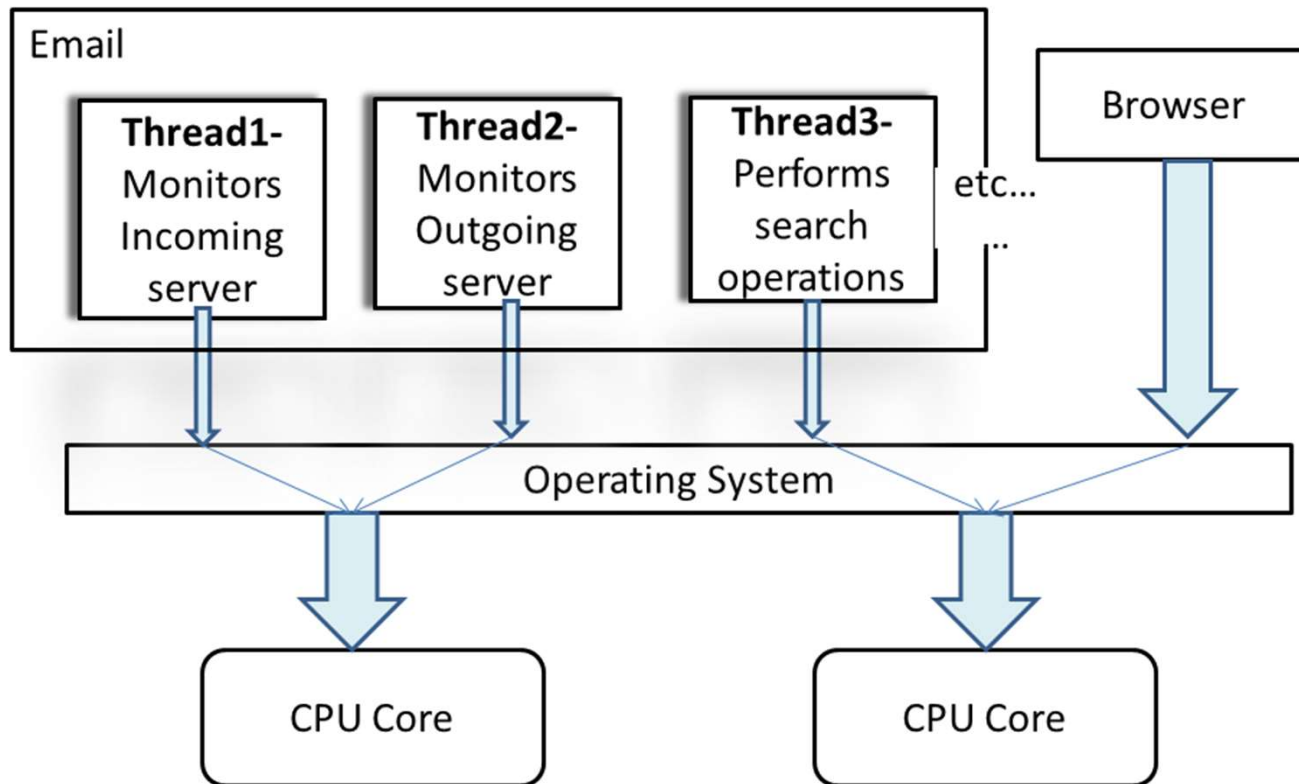 Email
Thread1-
Monitors
Incoming
server
Thread2-
Monitors
Outgoing
server
Thread3-
Performs
search
operations
etc...
...
Browser
Operating System
CPU Core
CPU Core